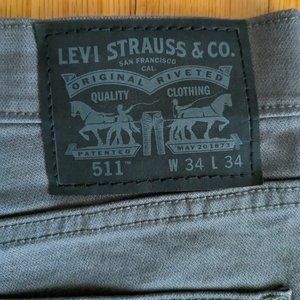 LEVI STRAUSS & CO.
SAN FRANCISCO
CAL
ORIGINAL RIVETED
QUALITY CLOTHING
PATENTED MAY 20 1873
511™ W 34 L 34